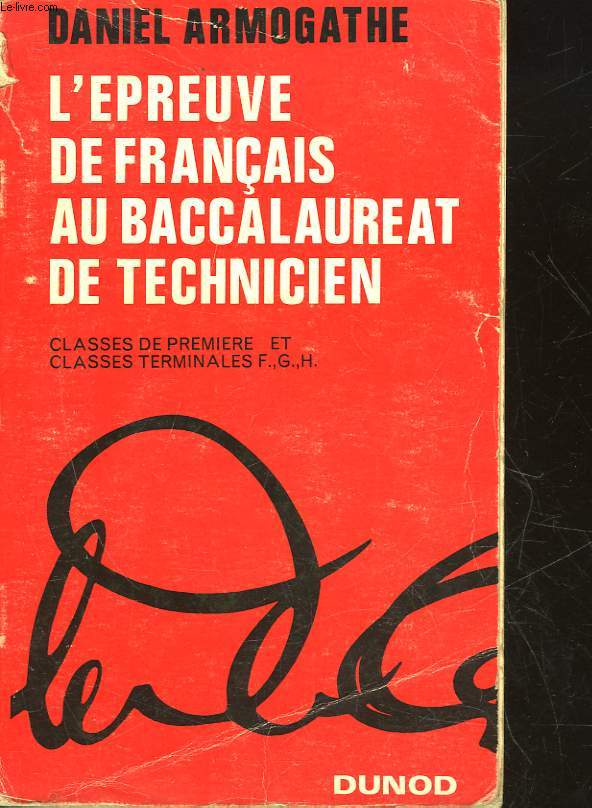 Le-livre.com
DANIEL ARMOGATHE
L'EPREUVE
DE FRANÇAIS
AU BACCALAUREAT
DE TECHNICIEN
CLASSES DE PREMIERE ET
CLASSES TERMINALES F.,G.,H.
DUNOD